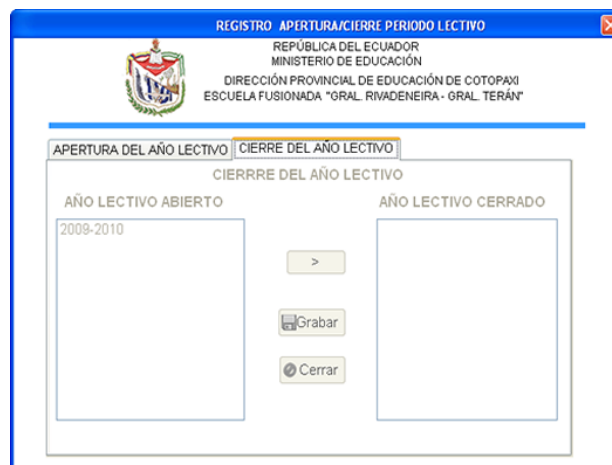 REGISTRO APERTURA/CIERRE PERIODO LECTIVO
REPÚBLICA DEL ECUADOR
MINISTERIO DE EDUCACIÓN
DIRECCIÓN PROVINCIAL DE EDUCACIÓN DE COTOPAXI
ESCUELA FUSIONADA "GRAL. RIVADENEIRA - GRAL. TERÁN"
APERTURA DEL AÑO LECTIVO CIERRE DEL AÑO LECTIVO
CIERRRE DEL AÑO LECTIVO
AÑO LECTIVO ABIERTO AÑO LECTIVO CERRADO
2009-2010
>
Grabar
Cerrar